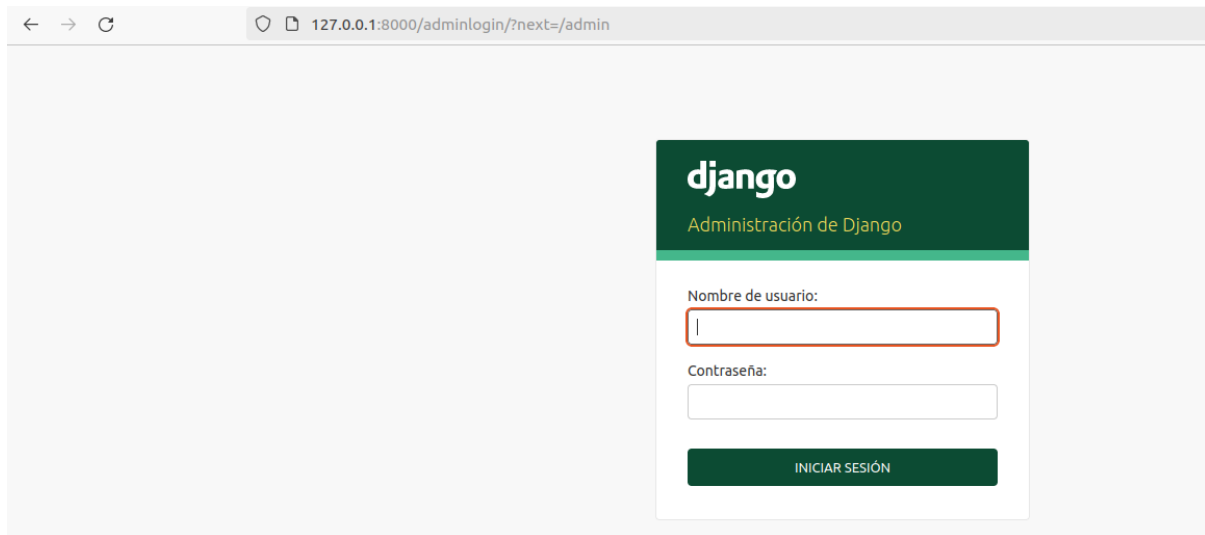 127.0.0.1:8000/adminlogin/?next=/admin
django
Administración de Django
Nombre de usuario:
Contraseña:
INICIAR SESIÓN